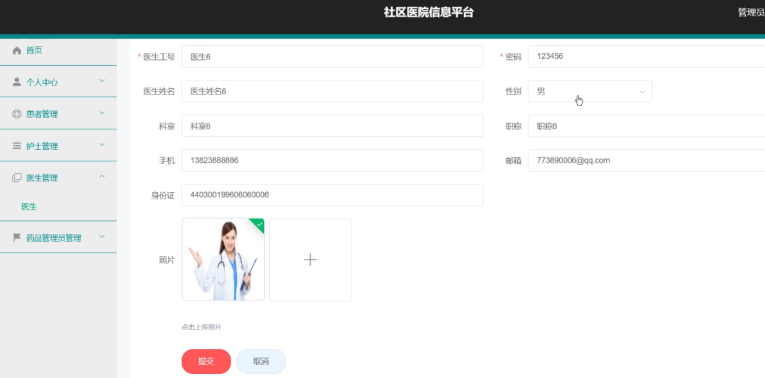 社区医院信息平台
管理员
首页
个人中心
患者管理
护士管理
医生管理
医生
药品管理员管理
* 医生工号 医生6
* 密码 123456
医生姓名 医生姓名6
性别 男
科室 科室6
职称 职称6
手机 13823888886
邮箱 773890006@qq.com
身份证 440300199606060006
照片
点击上传照片
提交 取消